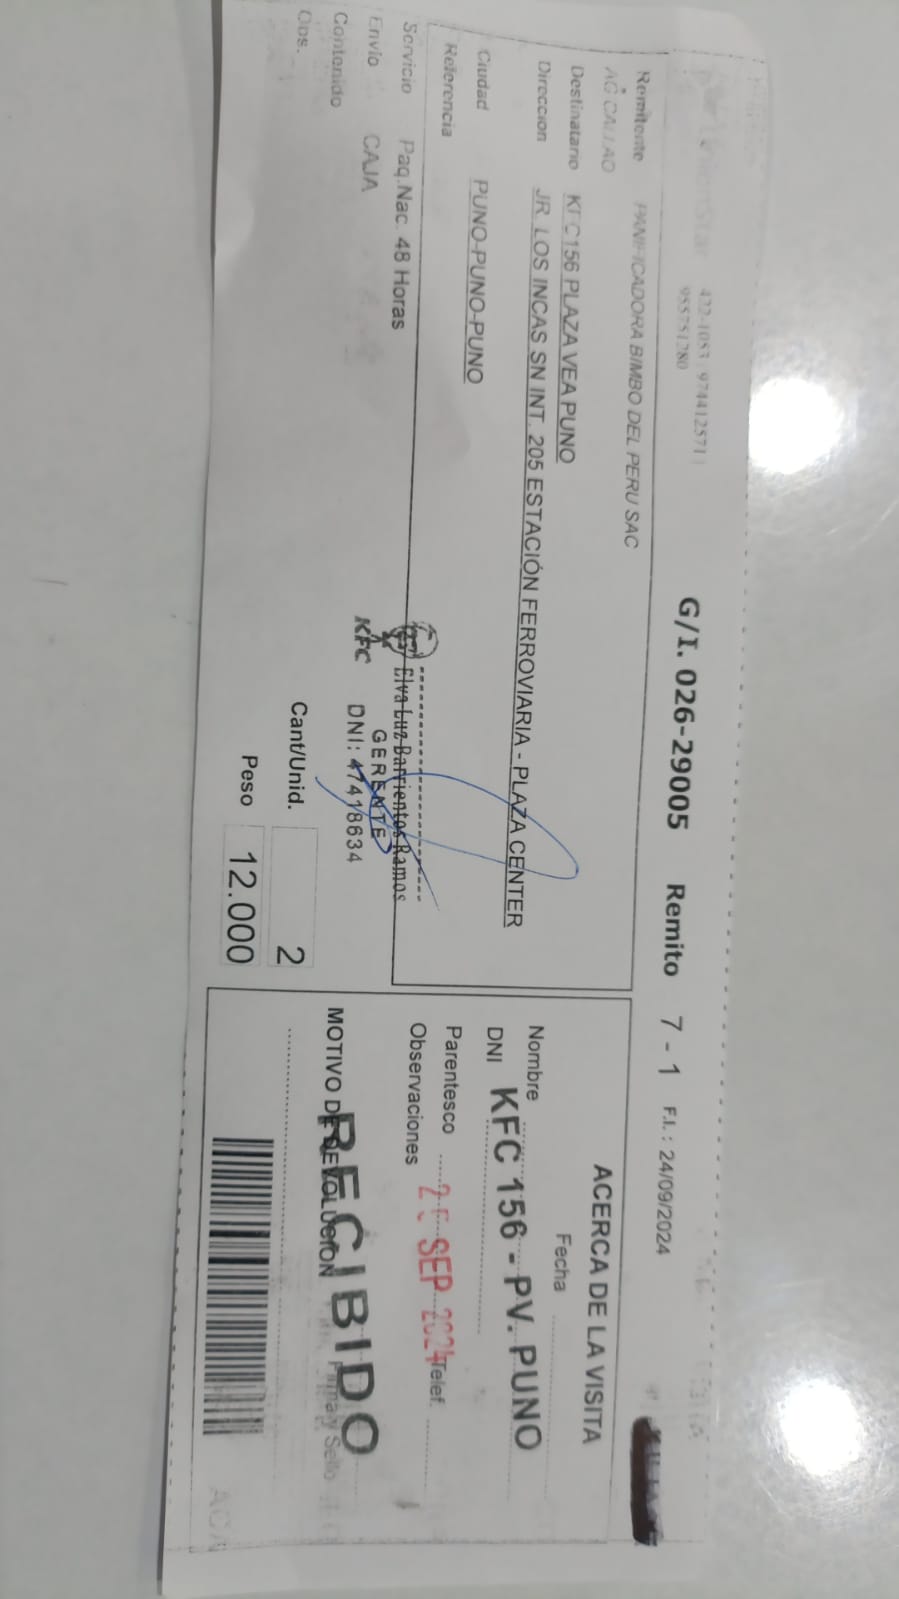 422-1053 974412571
955751280
G/I. 026-29005 Remito 7 - 1 F.I.: 24/09/2024
Remitente PANIFICADORA BIMBO DEL PERU SAC
AG CALLAO
Destinatario KFC156 PLAZA VEA PUNO
Direccion JR. LOS INCAS SN INT. 205 ESTACIÓN FERROVIARIA - PLAZA CENTER
Ciudad PUNO-PUNO-PUNO
Referencia
Servicio Paq.Nac. 48 Horas
Envio CAJA
Contenido
Obs.
Elva Luz Barrientos Ramos
GERENTE
KFC DNI: 47418634
Cant/Unid. 2
Peso 12.000
ACERCA DE LA VISITA
Fecha
Nombre
DNI KFC 156 - PV. PUNO
Parentesco
Observaciones SEP 2024 Telef.
MOTIVO DE DEVOLUCION
RECIBIDO
Firma y Sello